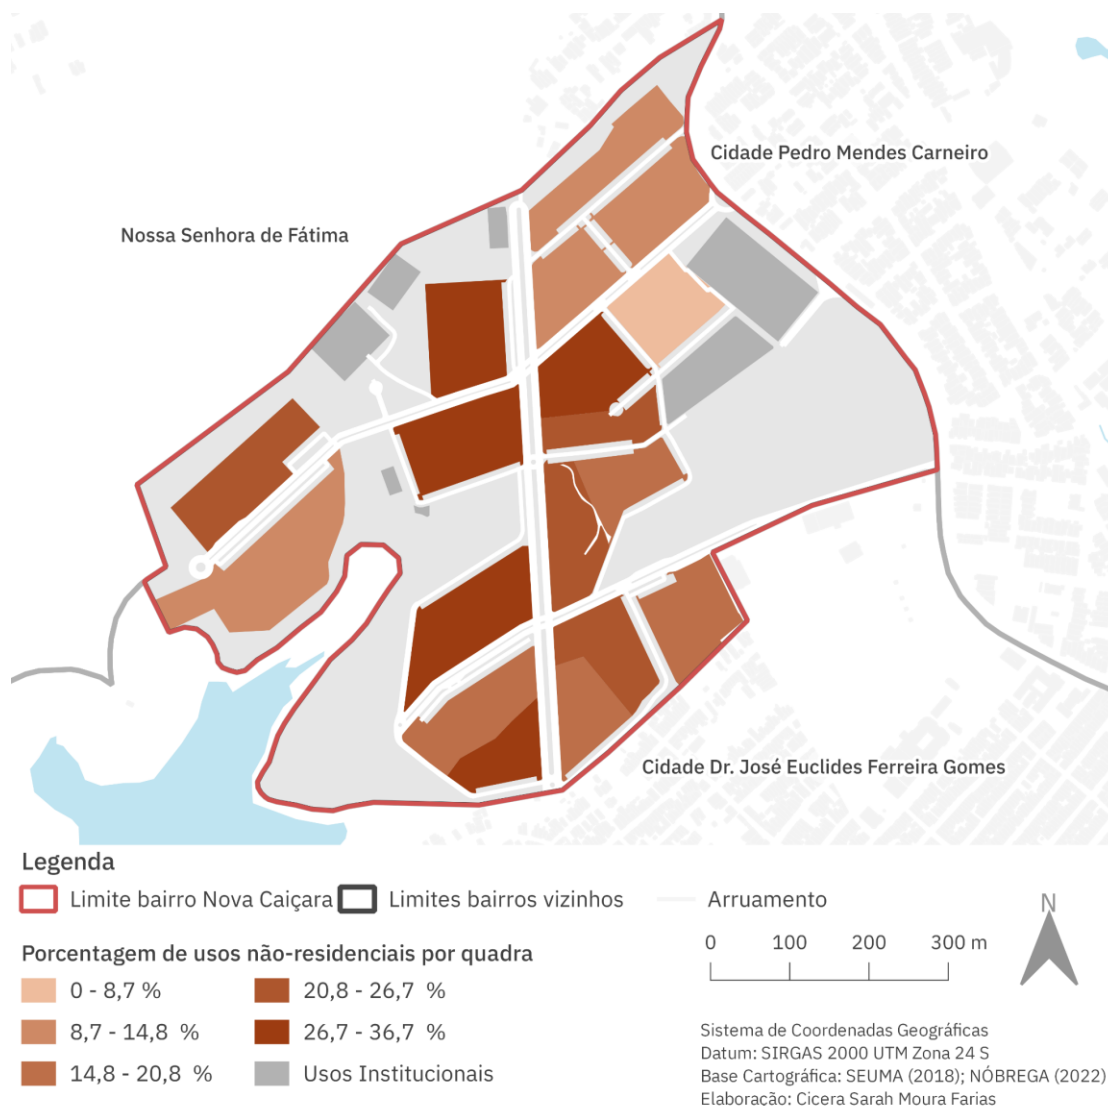 Cidade Pedro Mendes Carneiro
Nossa Senhora de Fátima
Cidade Dr. José Euclides Ferreira Gomes
Legenda
Limite bairro Nova Caiçara
Limites bairros vizinhos
Arruamento
N
0 100 200 300 m
Porcentagem de usos não-residenciais por quadra
0 - 8,7 %
20,8 - 26,7 %
8,7 - 14,8 %
26,7 - 36,7 %
14,8 - 20,8 %
Usos Institucionais
Sistema de Coordenadas Geográficas
Datum: SIRGAS 2000 UTM Zona 24 S
Base Cartográfica: SEUMA (2018); NÓBREGA (2022)
Elaboração: Cicera Sarah Moura Farias